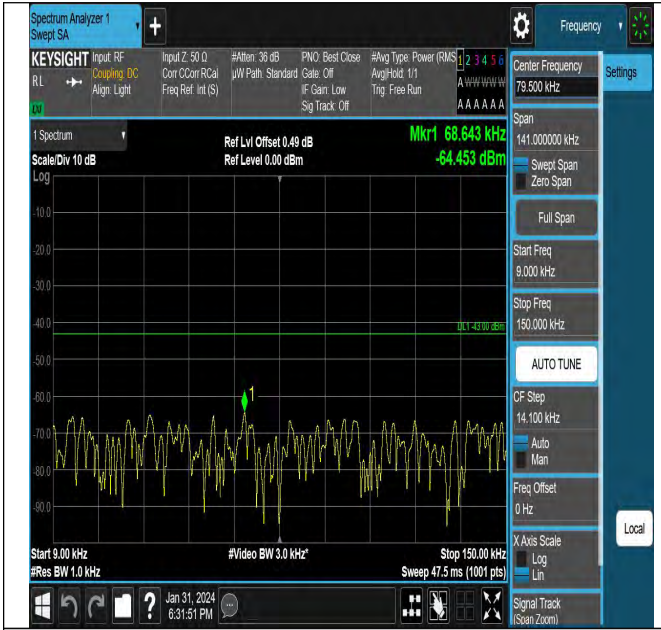 Spectrum Analyzer 1
Swept SA
+
Frequency
KEYSIGHT
RL
LXI
Input: RF
Coupling: DC
Align: Light
Input Z: 50 Ω
Corr CCorr RCal
Freq Ref: Int (S)
#Atten: 36 dB
µW Path: Standard
PNO: Best Close
Gate: Off
IF Gain: Low
Sig Track: Off
#Avg Type: Power (RMS
Avg|Hold: 1/1
Trig: Free Run
1 2 3 4 5 6
A W W W W W
A A A A A A
1 Spectrum
Scale/Div 10 dB
Ref Lvl Offset 0.49 dB
Ref Level 0.00 dBm
Mkr1 68.643 kHz
-64.453 dBm
Log
-10.0
-20.0
-30.0
-40.0
-50.0
-60.0
-70.0
-80.0
-90.0
DL1 -43.00 dBm
1
Start 9.00 kHz
#Res BW 1.0 kHz
#Video BW 3.0 kHz*
Stop 150.00 kHz
Sweep 47.5 ms (1001 pts)
?
Jan 31, 2024
6:31:51 PM
Center Frequency
79.500 kHz
Settings
Span
141.000000 kHz
Swept Span
Zero Span
Full Span
Start Freq
9.000 kHz
Stop Freq
150.000 kHz
AUTO TUNE
CF Step
14.100 kHz
Auto
Man
Freq Offset
0 Hz
X Axis Scale
Log
Lin
Local
Signal Track
(Span Zoom)